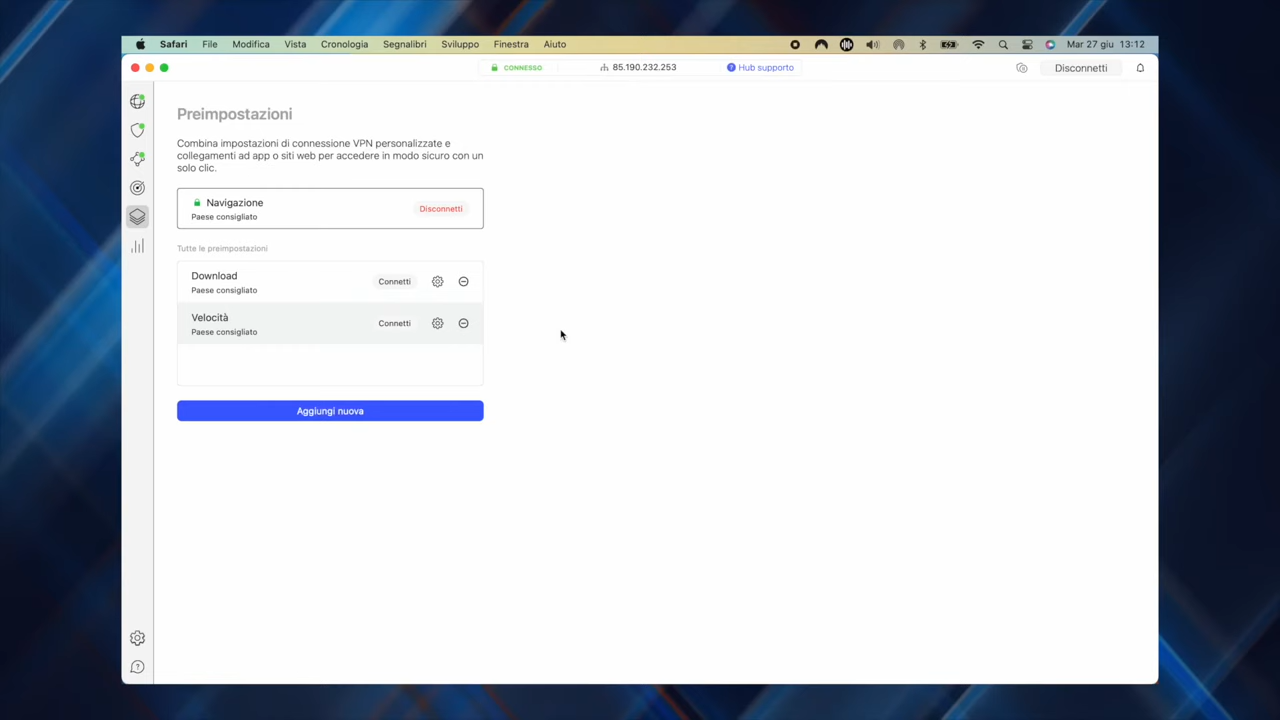 Safari File Modifica Vista Cronologia Segnalibri Sviluppo Finestra Aiuto Mar 27 giu 13:12
CONNESSO 85.190.232.253 Hub supporto Disconnetti
Preimpostazioni
Combina impostazioni di connessione VPN personalizzate e
collegamenti ad app o siti web per accedere in modo sicuro con un
solo clic.
Navigazione
Paese consigliato
Disconnetti
Tutte le preimpostazioni
Download
Paese consigliato
Connetti
Velocità
Paese consigliato
Connetti
Aggiungi nuova